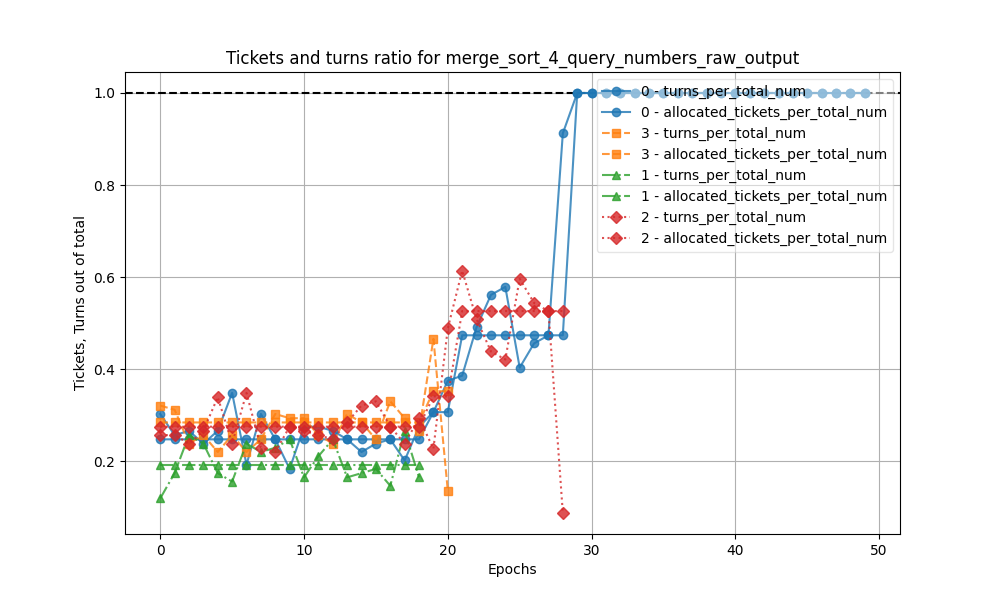 Tickets and turns ratio for merge_sort_4_query_numbers_raw_output
1.0
0.8
0.6
0.4
0.2
Tickets, Turns out of total
0 - turns_per_total_num
0 - allocated_tickets_per_total_num
3 - turns_per_total_num
3 - allocated_tickets_per_total_num
1 - turns_per_total_num
1 - allocated_tickets_per_total_num
2 - turns_per_total_num
2 - allocated_tickets_per_total_num
0 10 20 30 40 50
Epochs